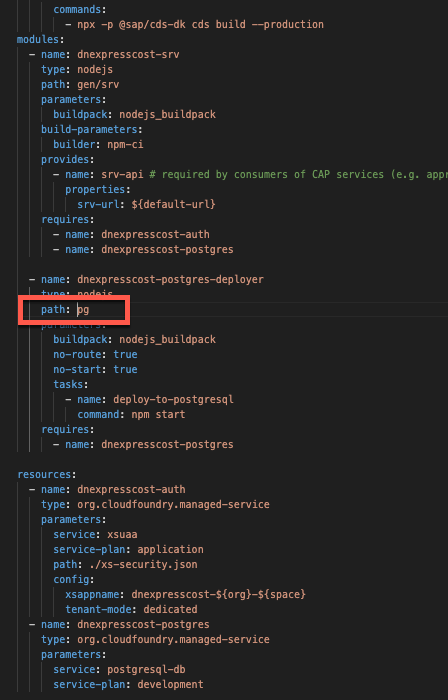 commands:
- npx -p @sap/cds-dk cds build --production
modules:
- name: dnexpresscost-srv
type: nodejs
path: gen/srv
parameters:
buildpack: nodejs_buildpack
build-parameters:
builder: npm-ci
provides:
- name: srv-api # required by consumers of CAP services (e.g. appr
properties:
srv-url: ${default-url}
requires:
- name: dnexpresscost-auth
- name: dnexpresscost-postgres
- name: dnexpresscost-postgres-deployer
type: nodejs
path: pg
parameters:
buildpack: nodejs_buildpack
no-route: true
no-start: true
tasks:
- name: deploy-to-postgresql
command: npm start
requires:
- name: dnexpresscost-postgres
resources:
- name: dnexpresscost-auth
type: org.cloudfoundry.managed-service
parameters:
service: xsuaa
service-plan: application
path: ./xs-security.json
config:
xsappname: dnexpresscost-${org}-${space}
tenant-mode: dedicated
- name: dnexpresscost-postgres
type: org.cloudfoundry.managed-service
parameters:
service: postgresql-db
service-plan: development